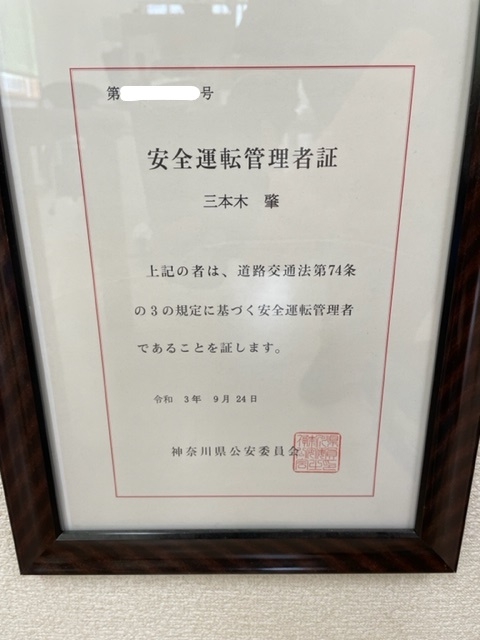 第 号
安全運転管理者証
三本木 肇
上記の者は、道路交通法第74条
の3の規定に基づく安全運転管理者
であることを証します。
令和 3年 9月24日
神奈川県公安委員会